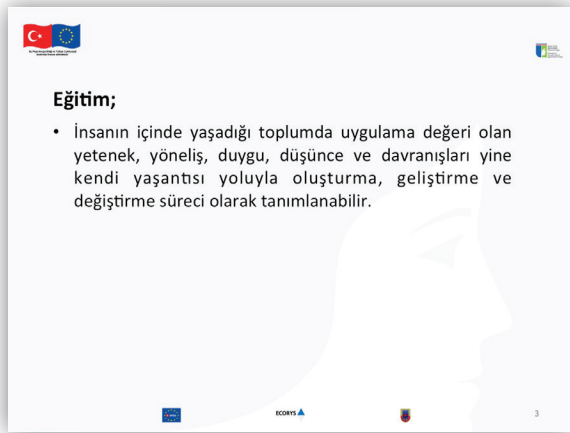 Eğitim;
• İnsanın içinde yaşadığı toplumda uygulama değeri olan
yetenek, yöneliş, duygu, düşünce ve davranışları yine
kendi yaşantısı yoluyla oluşturma, geliştirme ve
değiştirme süreci olarak tanımlanabilir.
ECORYS
3